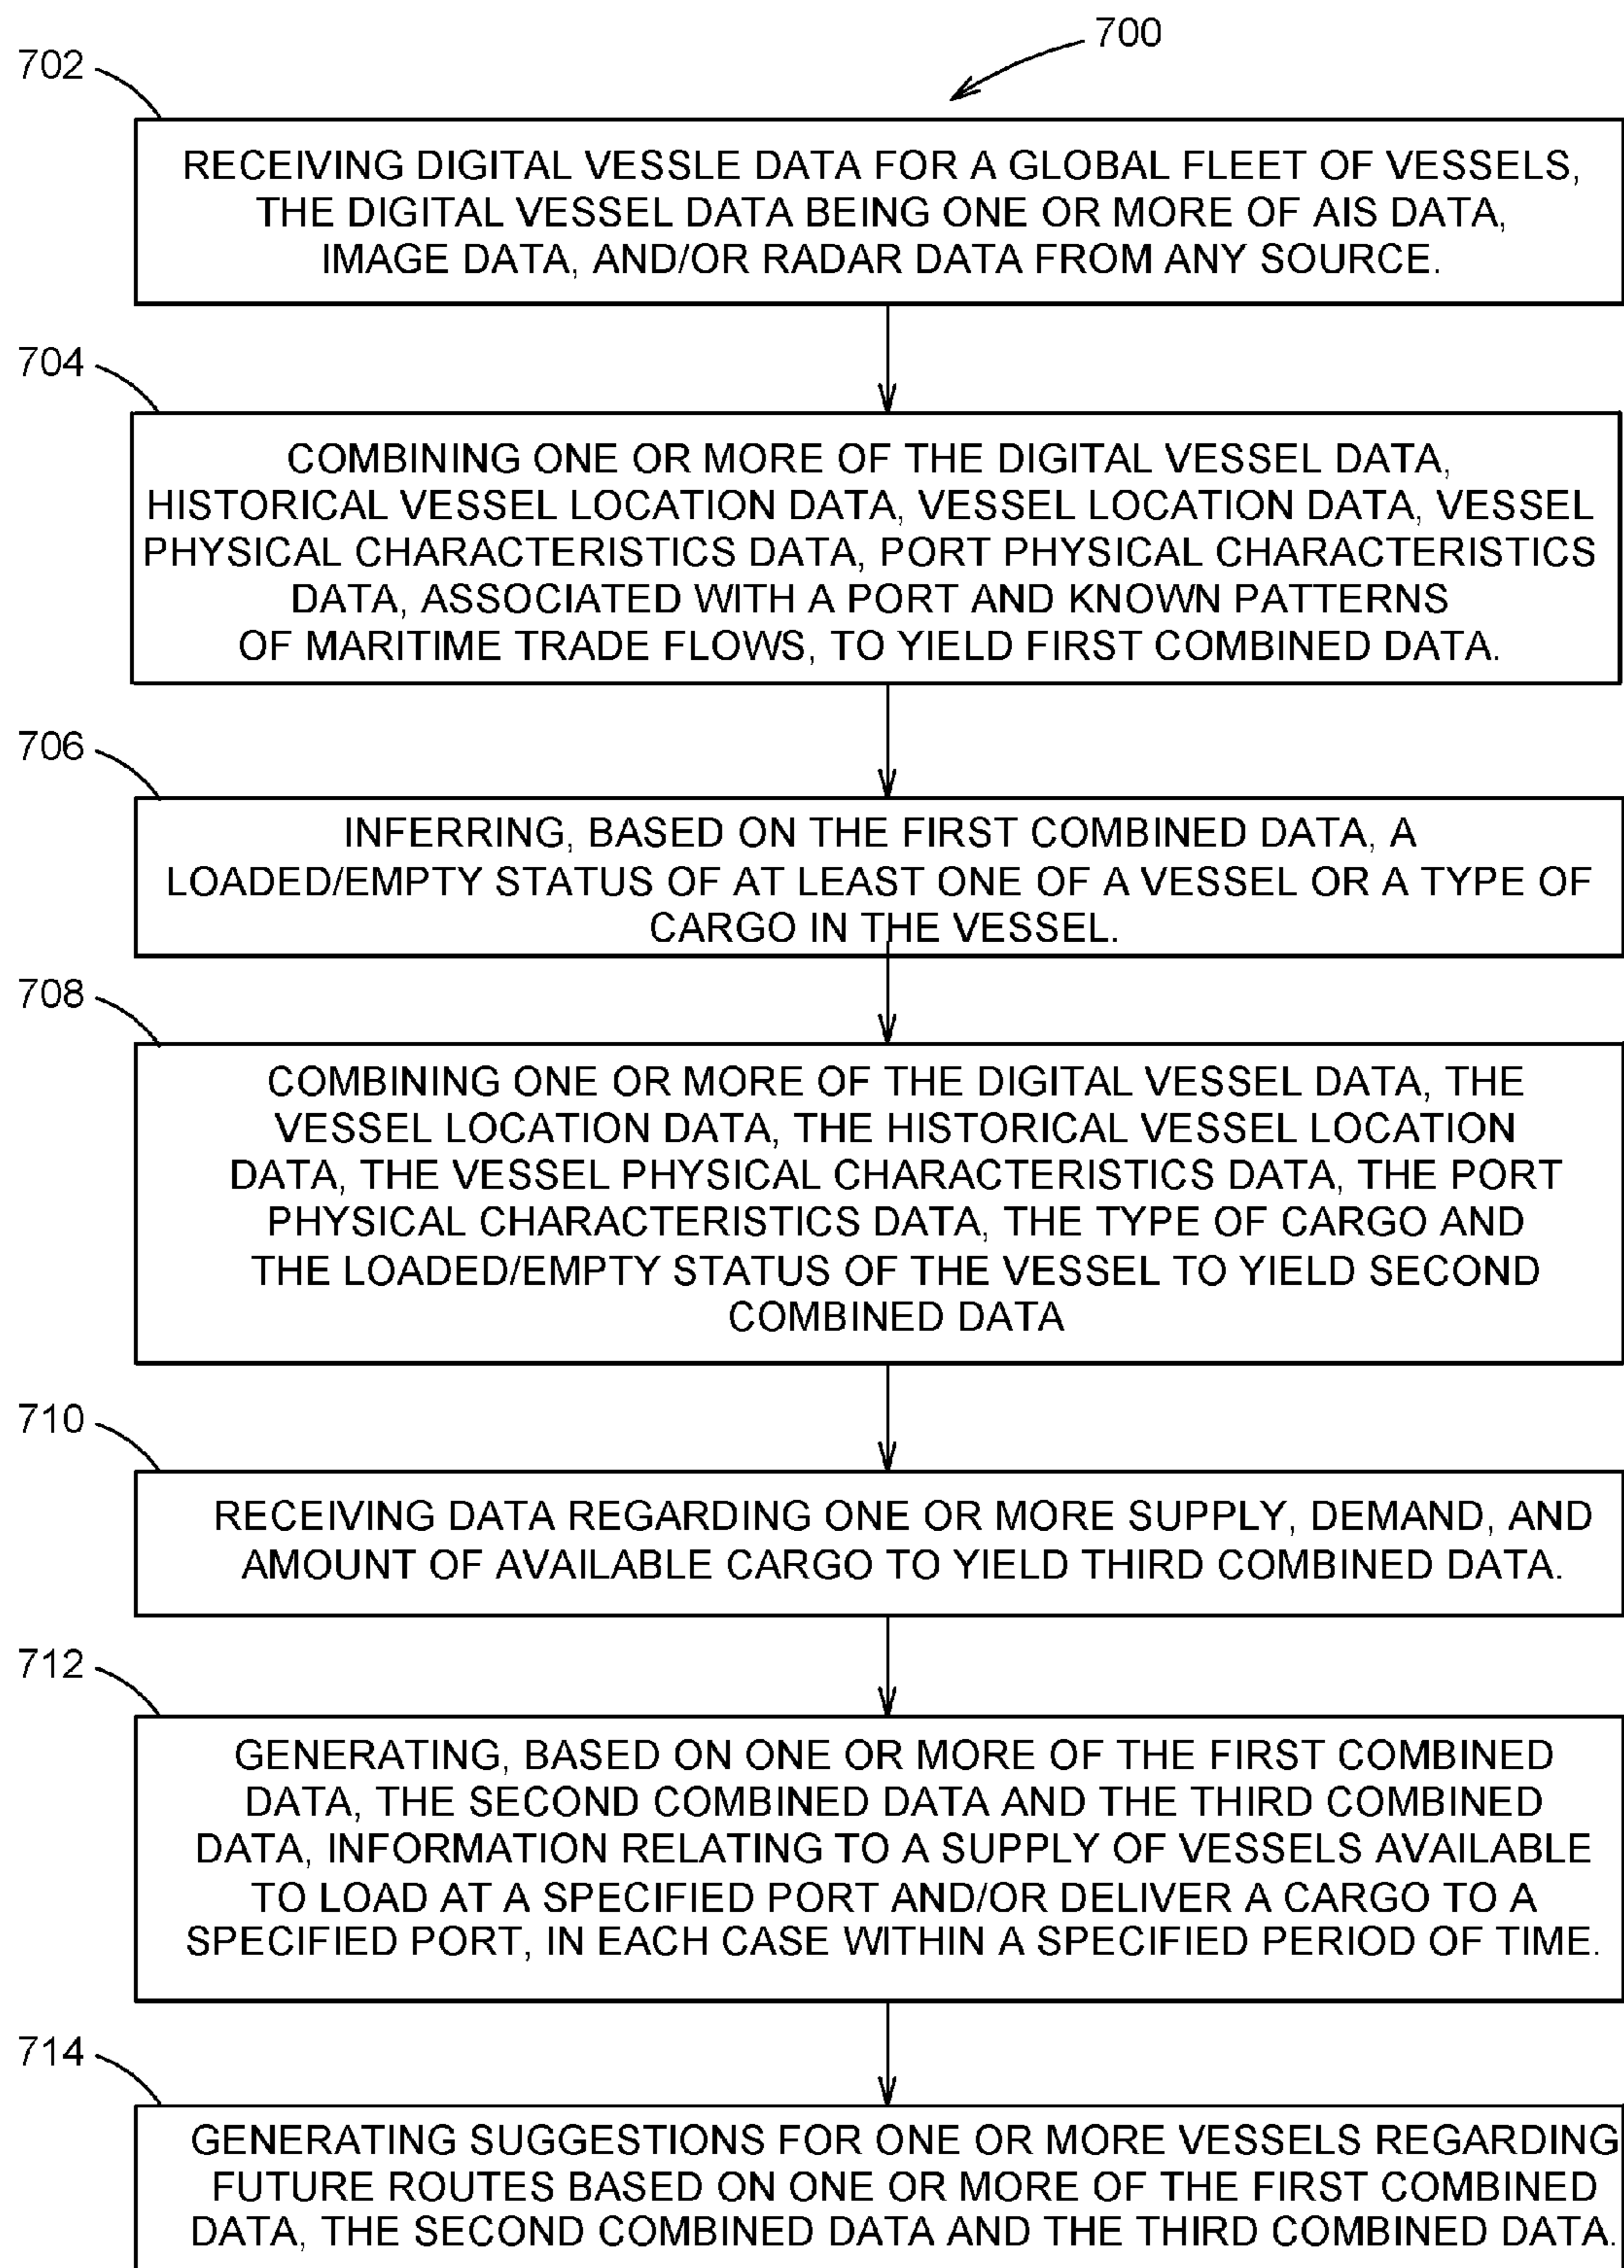 700
702
RECEIVING DIGITAL VESSLE DATA FOR A GLOBAL FLEET OF VESSELS,
THE DIGITAL VESSEL DATA BEING ONE OR MORE OF AIS DATA,
IMAGE DATA, AND/OR RADAR DATA FROM ANY SOURCE.
704
COMBINING ONE OR MORE OF THE DIGITAL VESSEL DATA,
HISTORICAL VESSEL LOCATION DATA, VESSEL LOCATION DATA, VESSEL
PHYSICAL CHARACTERISTICS DATA, PORT PHYSICAL CHARACTERISTICS
DATA, ASSOCIATED WITH A PORT AND KNOWN PATTERNS
OF MARITIME TRADE FLOWS, TO YIELD FIRST COMBINED DATA.
706
INFERRING, BASED ON THE FIRST COMBINED DATA, A
LOADED/EMPTY STATUS OF AT LEAST ONE OF A VESSEL OR A TYPE OF
CARGO IN THE VESSEL.
708
COMBINING ONE OR MORE OF THE DIGITAL VESSEL DATA, THE
VESSEL LOCATION DATA, THE HISTORICAL VESSEL LOCATION
DATA, THE VESSEL PHYSICAL CHARACTERISTICS DATA, THE PORT
PHYSICAL CHARACTERISTICS DATA, THE TYPE OF CARGO AND
THE LOADED/EMPTY STATUS OF THE VESSEL TO YIELD SECOND
COMBINED DATA
710
RECEIVING DATA REGARDING ONE OR MORE SUPPLY, DEMAND, AND
AMOUNT OF AVAILABLE CARGO TO YIELD THIRD COMBINED DATA.
712
GENERATING, BASED ON ONE OR MORE OF THE FIRST COMBINED
DATA, THE SECOND COMBINED DATA AND THE THIRD COMBINED
DATA, INFORMATION RELATING TO A SUPPLY OF VESSELS AVAILABLE
TO LOAD AT A SPECIFIED PORT AND/OR DELIVER A CARGO TO A
SPECIFIED PORT, IN EACH CASE WITHIN A SPECIFIED PERIOD OF TIME.
714
GENERATING SUGGESTIONS FOR ONE OR MORE VESSELS REGARDING
FUTURE ROUTES BASED ON ONE OR MORE OF THE FIRST COMBINED
DATA, THE SECOND COMBINED DATA AND THE THIRD COMBINED DATA.